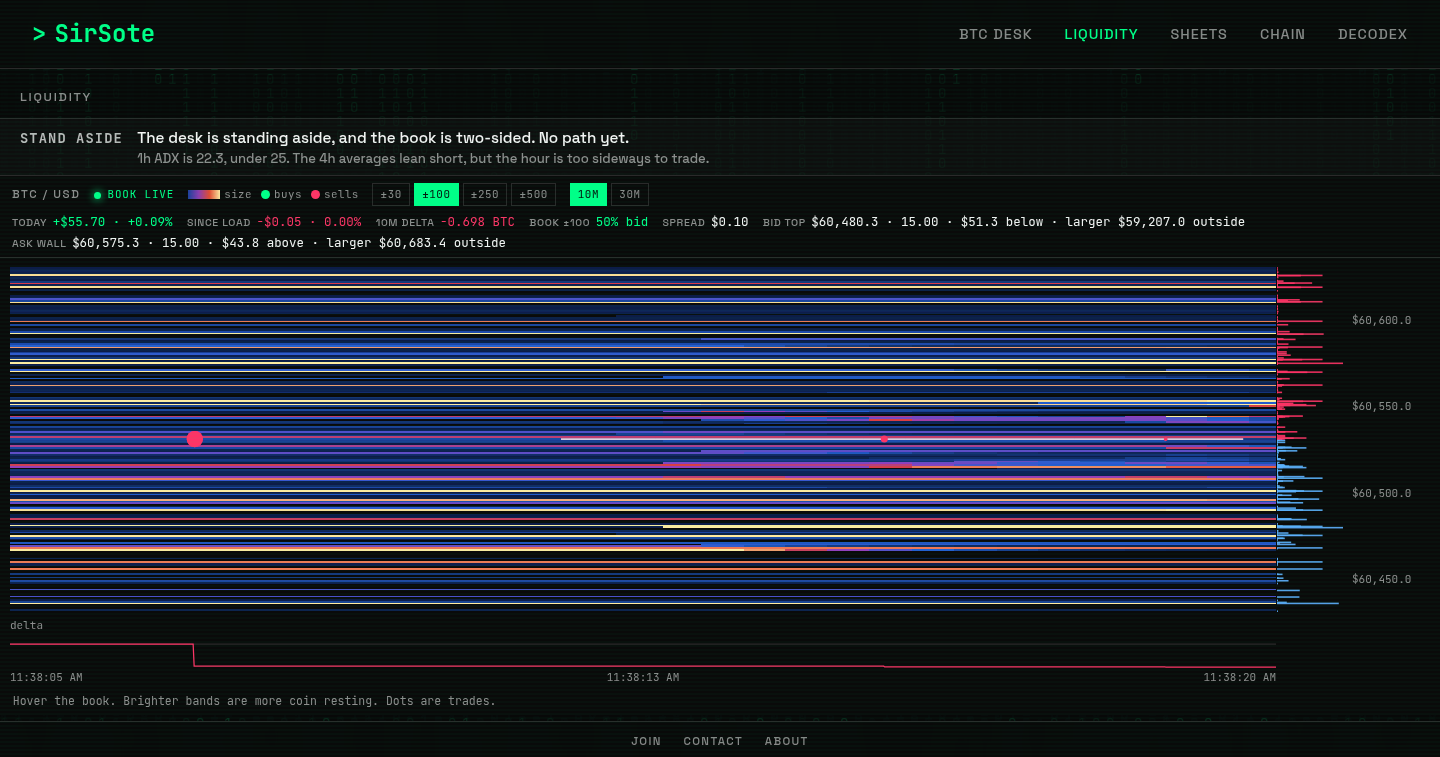 > SirSote
BTC DESK LIQUIDITY SHEETS CHAIN DECODEX
LIQUIDITY
STAND ASIDE The desk is standing aside, and the book is two-sided. No path yet.
1h ADX is 22.3, under 25. The 4h averages lean short, but the hour is too sideways to trade.
BTC / USD BOOK LIVE size buys sells ±30 ±100 ±250 ±500 10M 30M
TODAY +$55.70 · +0.09% SINCE LOAD -$0.05 · 0.00% 10M DELTA -0.698 BTC BOOK ±100 50% bid SPREAD $0.10 BID TOP $60,480.3 · 15.00 · $51.3 below · larger $59,207.0 outside
ASK WALL $60,575.3 · 15.00 · $43.8 above · larger $60,683.4 outside
$60,600.0
$60,550.0
$60,500.0
$60,450.0
delta
11:38:05 AM 11:38:13 AM 11:38:20 AM
Hover the book. Brighter bands are more coin resting. Dots are trades.
JOIN CONTACT ABOUT